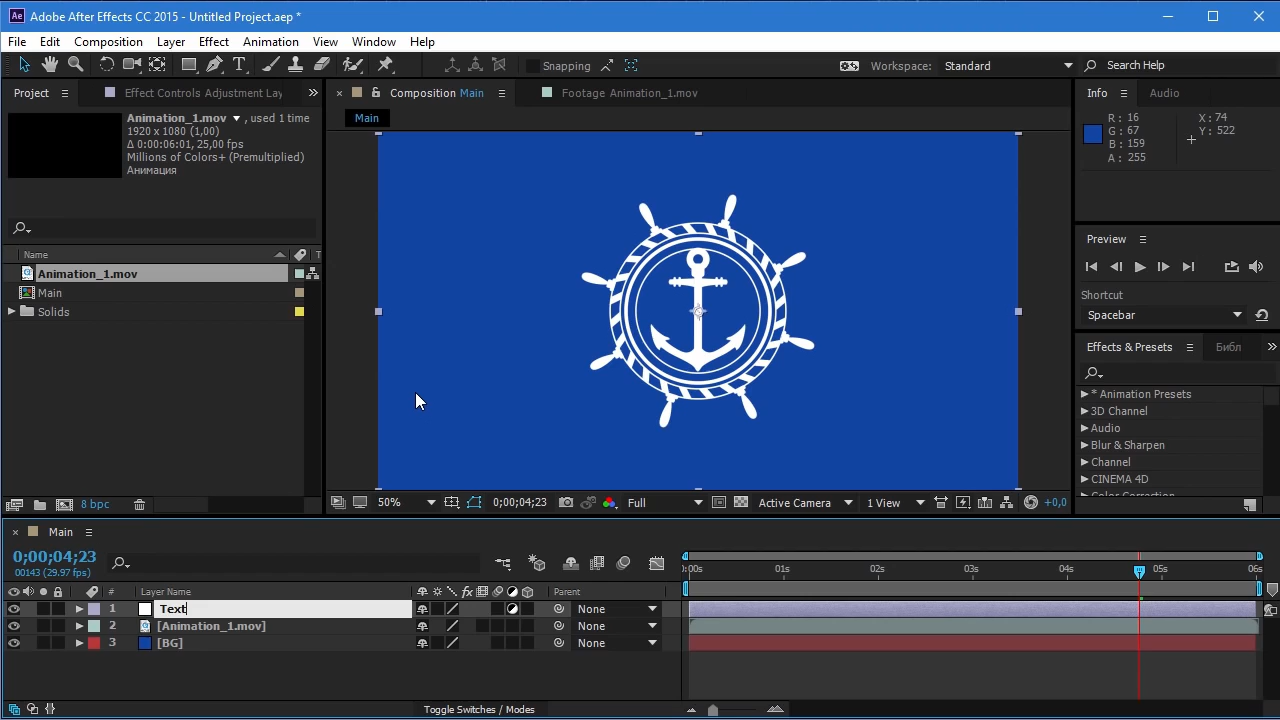 Ae Adobe After Effects CC 2015 - Untitled Project.aep *
File Edit Composition Layer Effect Animation View Window Help
T Snapping Workspace: Standard Search Help
Project Effect Controls Adjustment Lay
Composition Main Footage Animation_1.mov
Info Audio
Main
Animation_1.mov , used 1 time
1920 x 1080 (1,00)
Δ 0:00:06:01, 25,00 fps
Millions of Colors+ (Premultiplied)
Анимация
R : 16
G : 67
B : 159
A : 255
X : 74
Y : 522
Name T
Animation_1.mov
Main
Solids
8 bpc
Preview
Shortcut
Spacebar
Effects & Presets Библ
* Animation Presets
3D Channel
Audio
Blur & Sharpen
Channel
CINEMA 4D
Color Correction
50% 0;00;04;23 Full Active Camera 1 View +0,0
Main
0;00;04;23
00143 (29.97 fps)
# Layer Name fx Parent
1 Text None
2 [Animation_1.mov] None
3 [BG] None
):00s 01s 02s 03s 04s 05s 06s
Toggle Switches / Modes